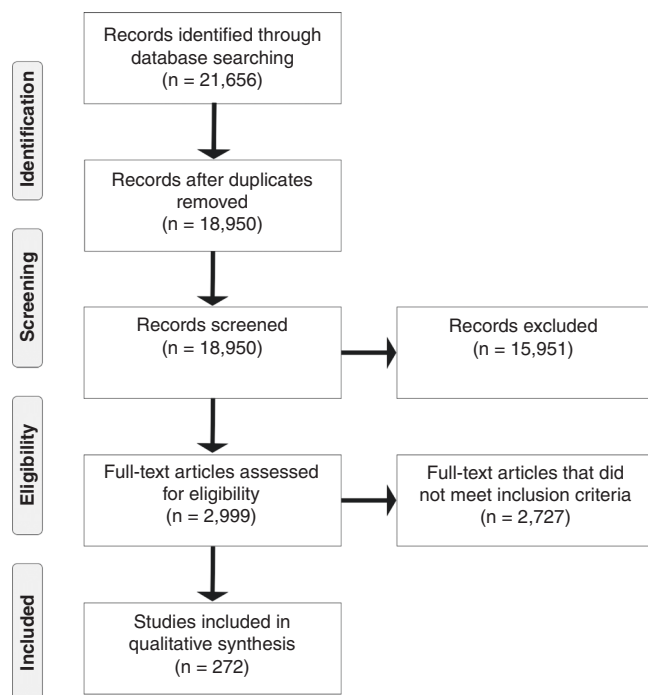 Identification
Records identified through
database searching
(n = 21,656)
Records after duplicates
removed
(n = 18,950)
Screening
Records screened
(n = 18,950)
Records excluded
(n = 15,951)
Eligibility
Full-text articles assessed
for eligibility
(n = 2,999)
Full-text articles that did
not meet inclusion criteria
(n = 2,727)
Included
Studies included in
qualitative synthesis
(n = 272)